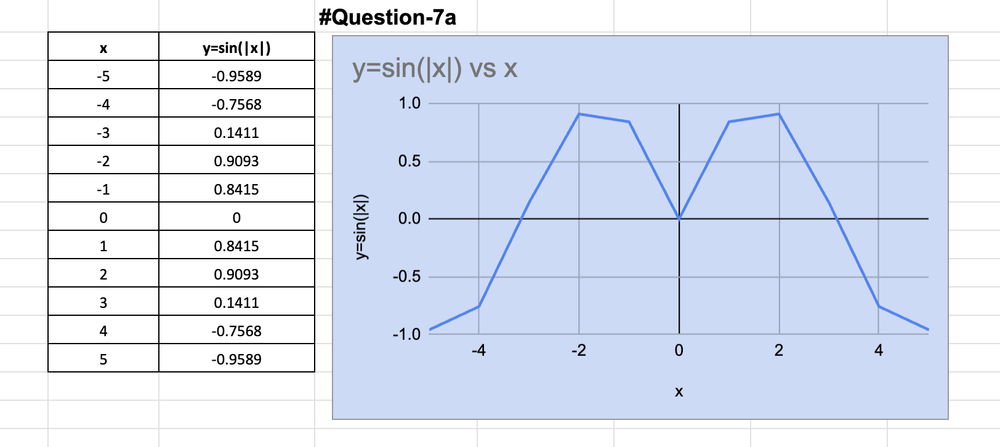 #Question-7a
x y=sin(|x|)
-5 -0.9589
-4 -0.7568
-3 0.1411
-2 0.9093
-1 0.8415
0 0
1 0.8415
2 0.9093
3 0.1411
4 -0.7568
5 -0.9589
y=sin(|x|) vs x
1.0
0.5
0.0
-0.5
-1.0
y=sin(|x|)
-4 -2 0 2 4
x